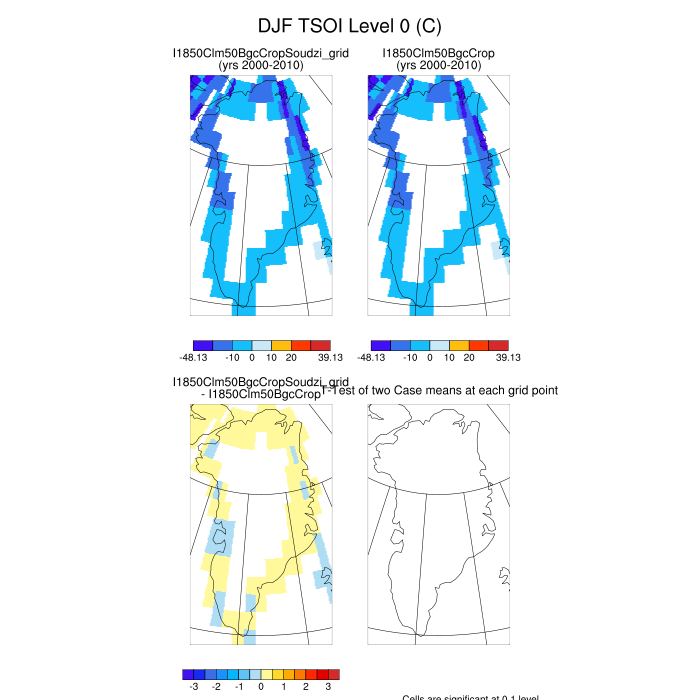 DJF TSOI Level 0 (C)
I1850Clm50BgcCropSoudzi_grid
(yrs 2000-2010)
I1850Clm50BgcCrop
(yrs 2000-2010)
-48.13 -10 0 10 20 39.13
-48.13 -10 0 10 20 39.13
I1850Clm50BgcCropSoudzi_grid
- I1850Clm50BgcCrop
T-Test of two Case means at each grid point
-3 -2 -1 0 1 2 3
Cells are significant at 0.1 level